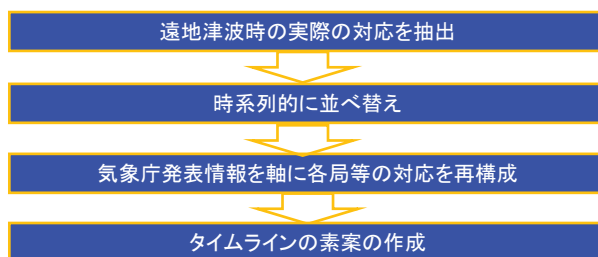 遠地津波時の実際の対応を抽出
時系列的に並べ替え
気象庁発表情報を軸に各局等の対応を再構成
タイムラインの素案の作成